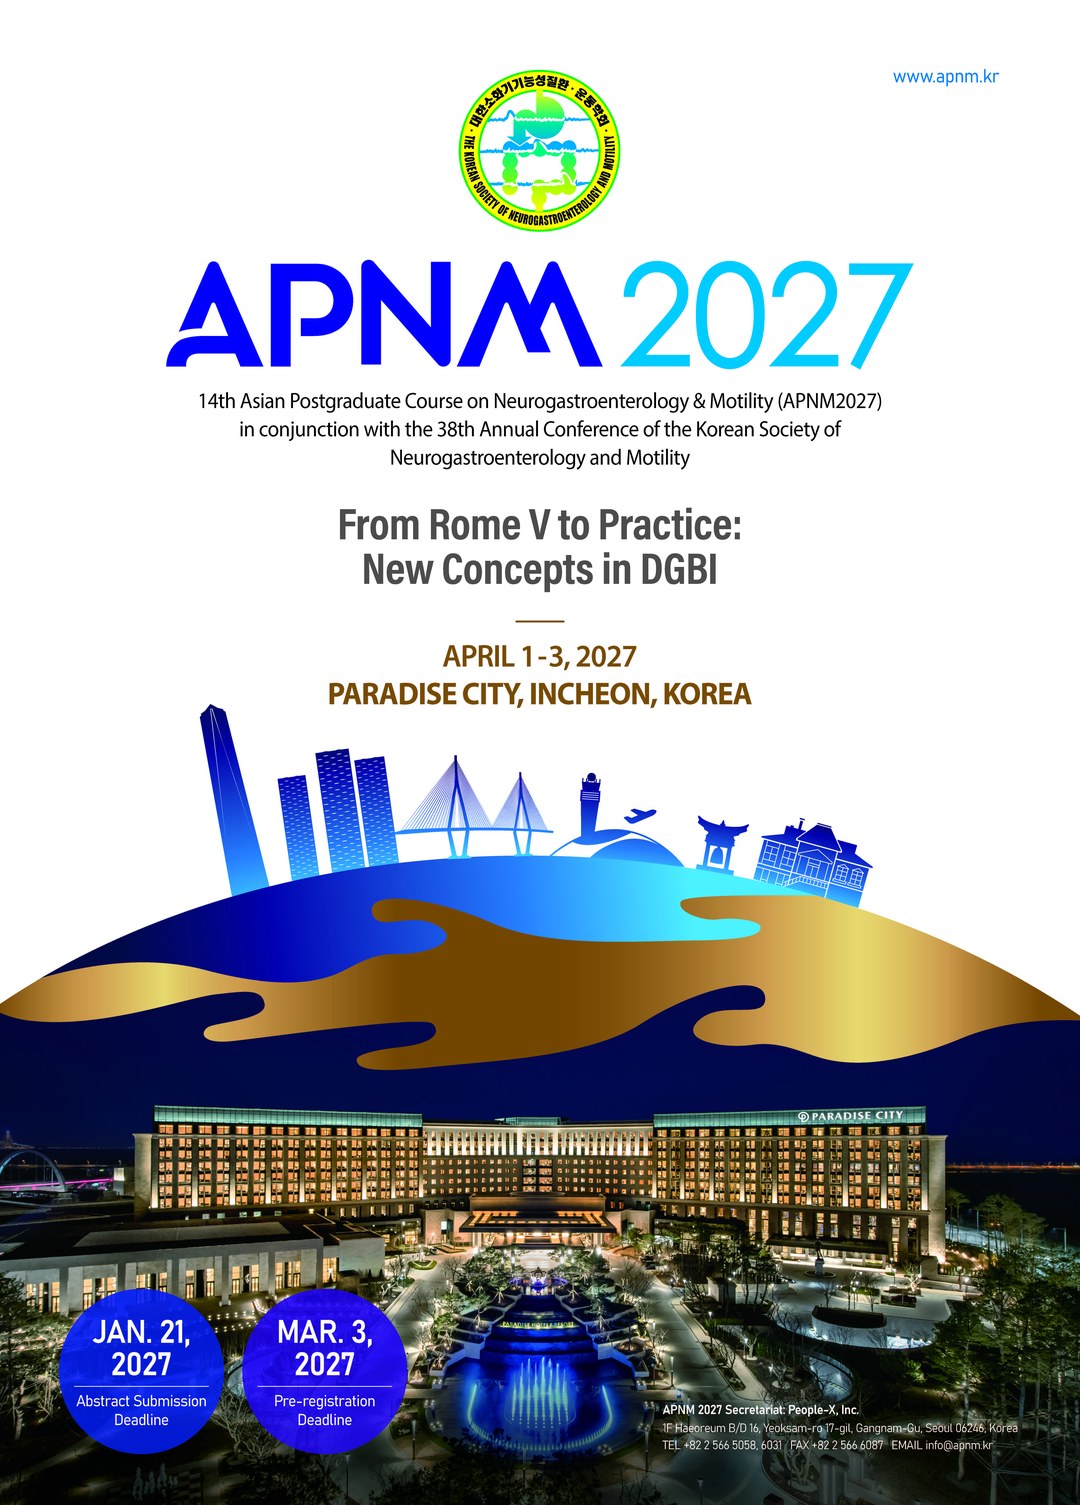 www.apnm.kr
· 대한소화기기능성질환 · 운동학회 ·
THE KOREAN SOCIETY OF NEUROGASTROENTEROLOGY AND MOTILITY
APNM 2027
14th Asian Postgraduate Course on Neurogastroenterology & Motility (APNM2027)
in conjunction with the 38th Annual Conference of the Korean Society of
Neurogastroenterology and Motility
From Rome V to Practice:
New Concepts in DGBI
APRIL 1-3, 2027
PARADISE CITY, INCHEON, KOREA
PARADISE CITY
PARADISE HOTEL & RESORT
JAN. 21,
2027
Abstract Submission
Deadline
MAR. 3,
2027
Pre-registration
Deadline
APNM 2027 Secretariat: People-X, Inc.
1F Haeoreum B/D 16, Yeoksam-ro 17-gil, Gangnam-Gu, Seoul 06246, Korea
TEL +82 2 566 5058, 6031 FAX +82 2 566 6087 EMAIL info@apnm.kr